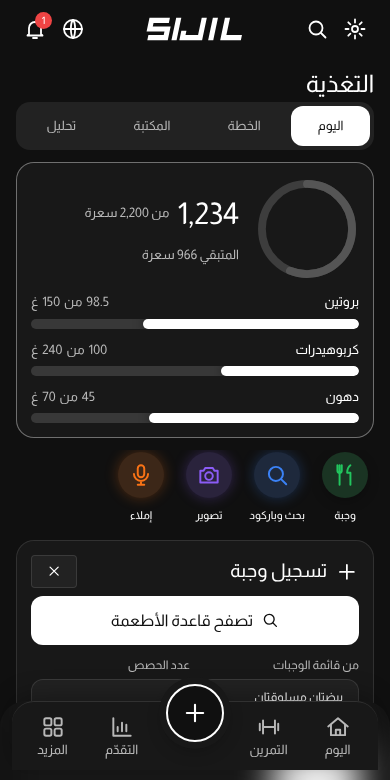 1
SIJIL
التغذية
اليوم
الخطة
المكتبة
تحليل
1,234 من 2,200 سعرة
المتبقي 966 سعرة
بروتين 98.5 من 150 غ
كربوهيدرات 100 من 240 غ
دهون 45 من 70 غ
وجبة
بحث وباركود
تصوير
إملاء
تسجيل وجبة
تصفح قاعدة الأطعمة
من قائمة الوجبات
عدد الحصص
بيضتان مسلوقتان
اليوم
التمرين
التقدّم
المزيد